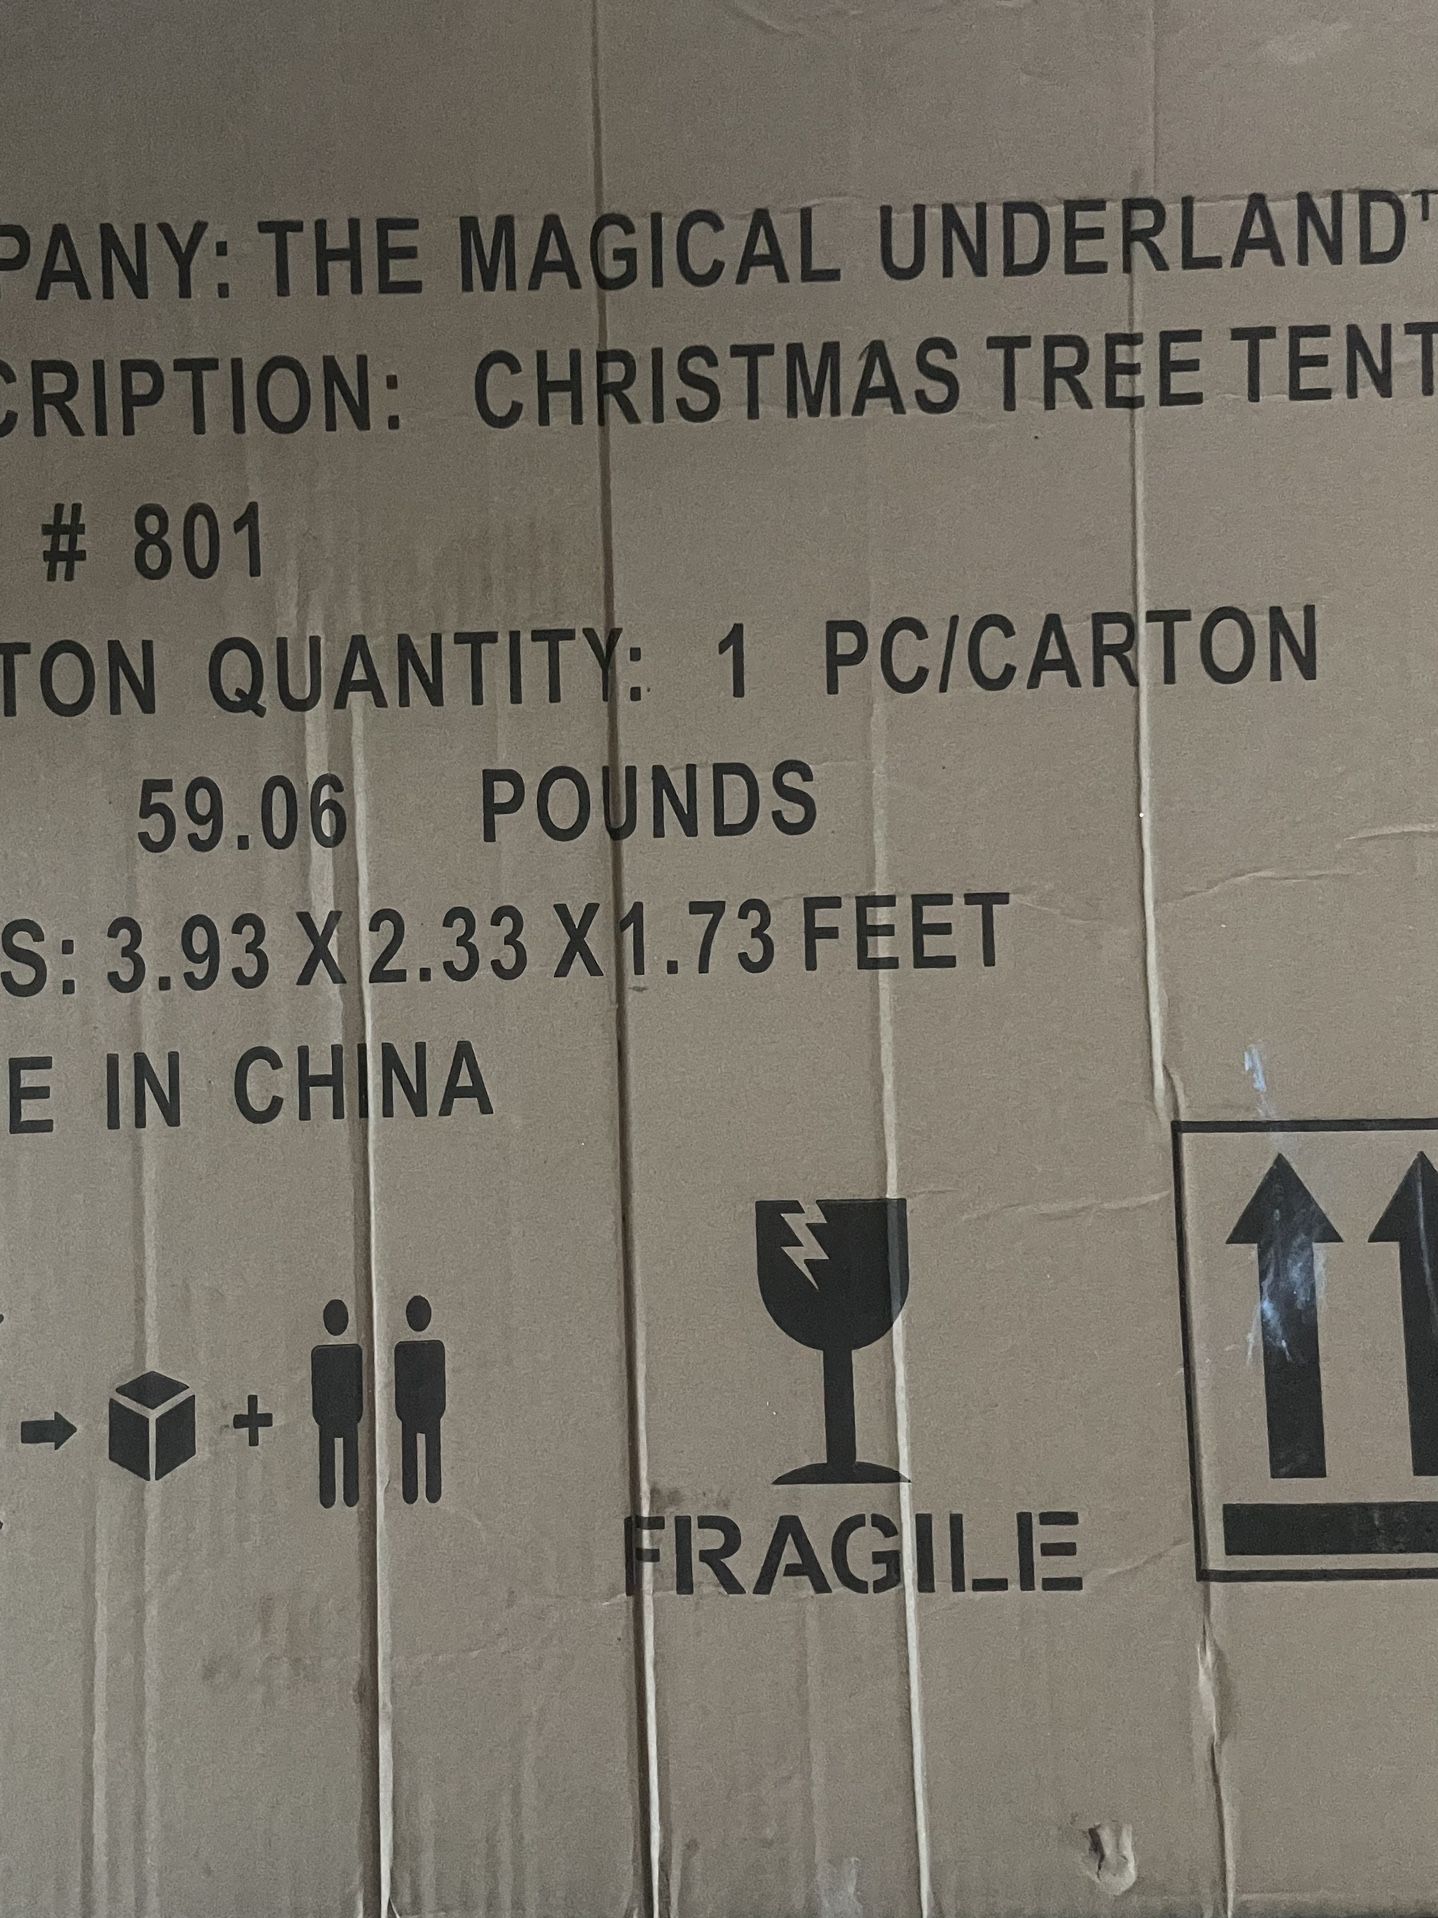 PANY: THE MAGICAL UNDERLAND™
CRIPTION: CHRISTMAS TREE TENT
# 801
TON QUANTITY: 1 PC/CARTON
59.06 POUNDS
S: 3.93 X 2.33 X 1.73 FEET
E IN CHINA
FRAGILE